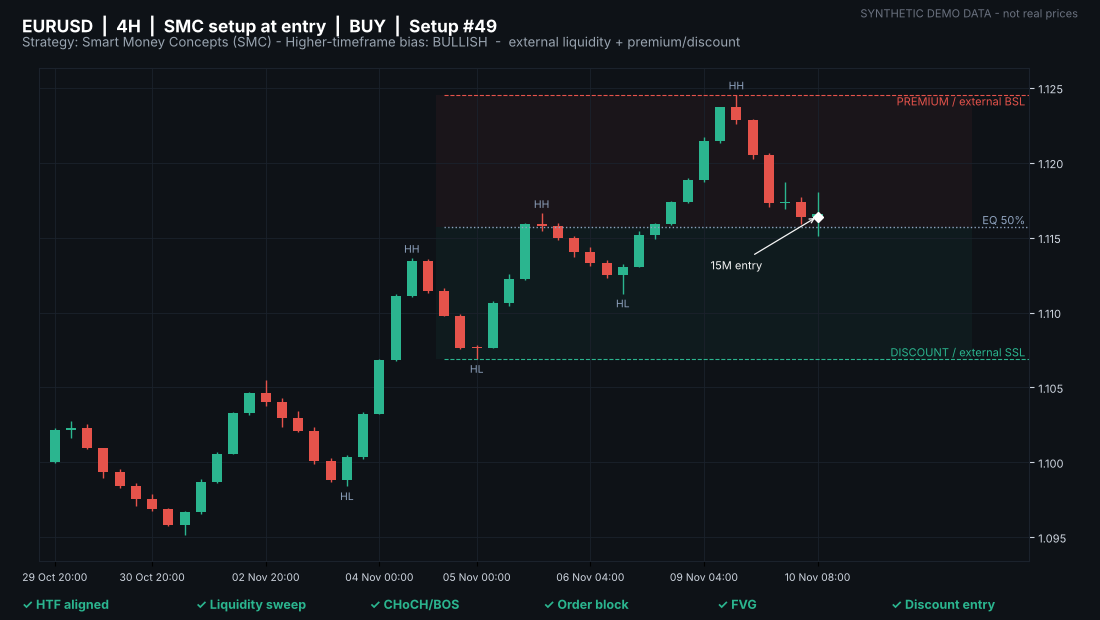 EURUSD | 4H | SMC setup at entry | BUY | Setup #49
SYNTHETIC DEMO DATA - not real prices
Strategy: Smart Money Concepts (SMC) - Higher-timeframe bias: BULLISH - external liquidity + premium/discount
HH
1.125
PREMIUM / external BSL
1.120
HH
EQ 50%
1.115
HH
15M entry
HL
1.110
DISCOUNT / external SSL
HL
1.105
1.100
HL
1.095
29 Oct 20:00
30 Oct 20:00
02 Nov 20:00
04 Nov 00:00
05 Nov 00:00
06 Nov 04:00
09 Nov 04:00
10 Nov 08:00
✓ HTF aligned
✓ Liquidity sweep
✓ CHoCH/BOS
✓ Order block
✓ FVG
✓ Discount entry